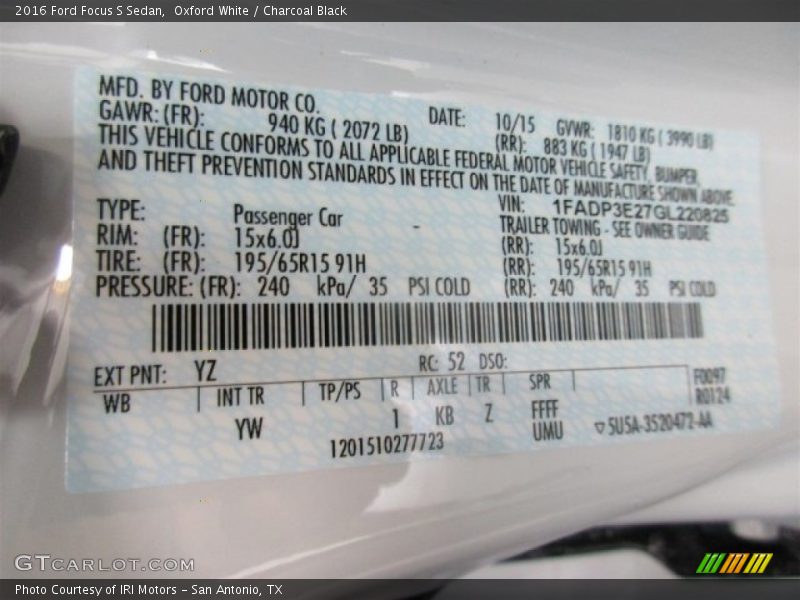 2016 Ford Focus S Sedan,  Oxford White / Charcoal Black
MFD. BY FORD MOTOR CO.
DATE: 10/15 GVWR: 1810 KG ( 3990 LB)
GAWR: (FR): 940 KG ( 2072 LB) (RR): 883 KG ( 1947 LB)
THIS VEHICLE CONFORMS TO ALL APPLICABLE FEDERAL MOTOR VEHICLE SAFETY, BUMPER,
AND THEFT PREVENTION STANDARDS IN EFFECT ON THE DATE OF MANUFACTURE SHOWN ABOVE.
VIN: 1FADP3E27GL220825
TYPE: Passenger Car - TRAILER TOWING - SEE OWNER GUIDE
RIM: (FR): 15x6.0J (RR): 15x6.0J
TIRE: (FR): 195/65R15 91H (RR): 195/65R15 91H
PRESSURE: (FR): 240 kPa/ 35 PSI COLD (RR): 240 kPa/ 35 PSI COLD
EXT PNT: YZ RC: 52 DSO:
WB INT TR TP/PS R AXLE TR SPR F0097
R0124
YW 1 KB Z FFFF
UMU
1201510277723
▽SU5A-3520472-AA
GTCARLOT.COM
Photo Courtesy of IRI Motors – San Antonio, TX